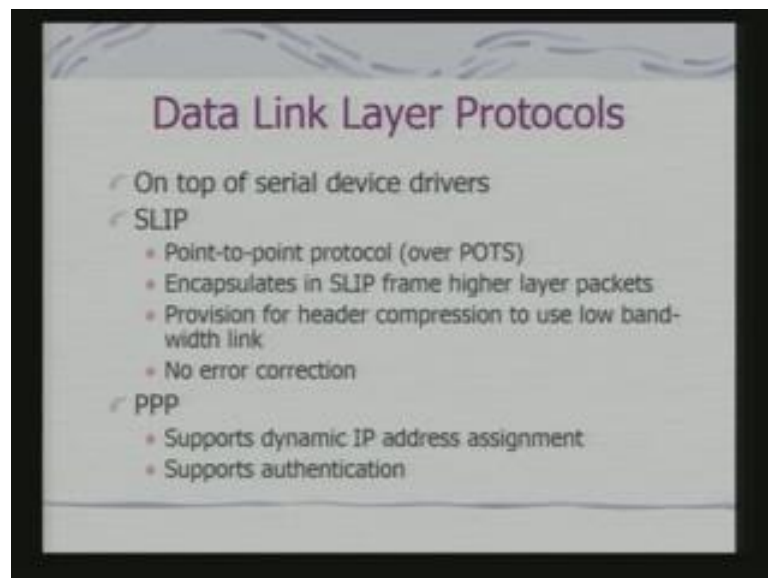 Data Link Layer Protocols
On top of serial device drivers
SLIP
Point-to-point protocol (over POTS)
Encapsulates in SLIP frame higher layer packets
Provision for header compression to use low band-
width link
No error correction
PPP
Supports dynamic IP address assignment
Supports authentication